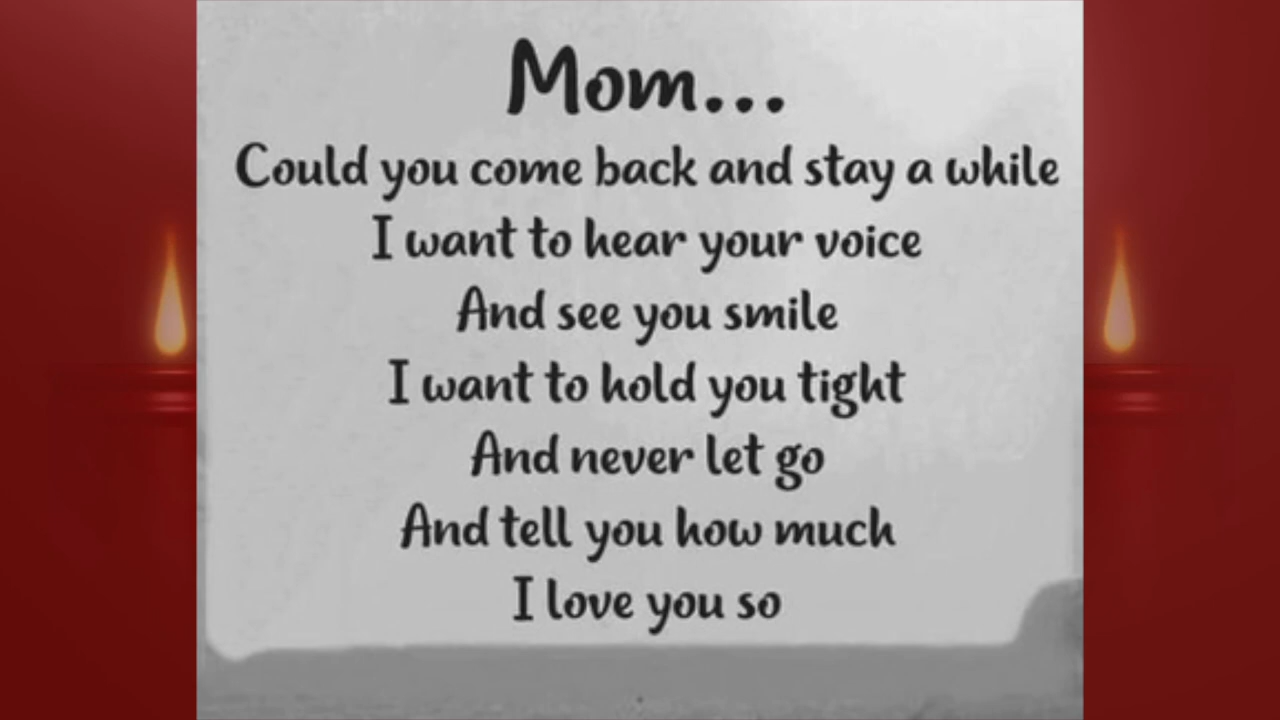 Mom...
Could you come back and stay a while
I want to hear your voice
And see you smile
I want to hold you tight
And never let go
And tell you how much
I love you so